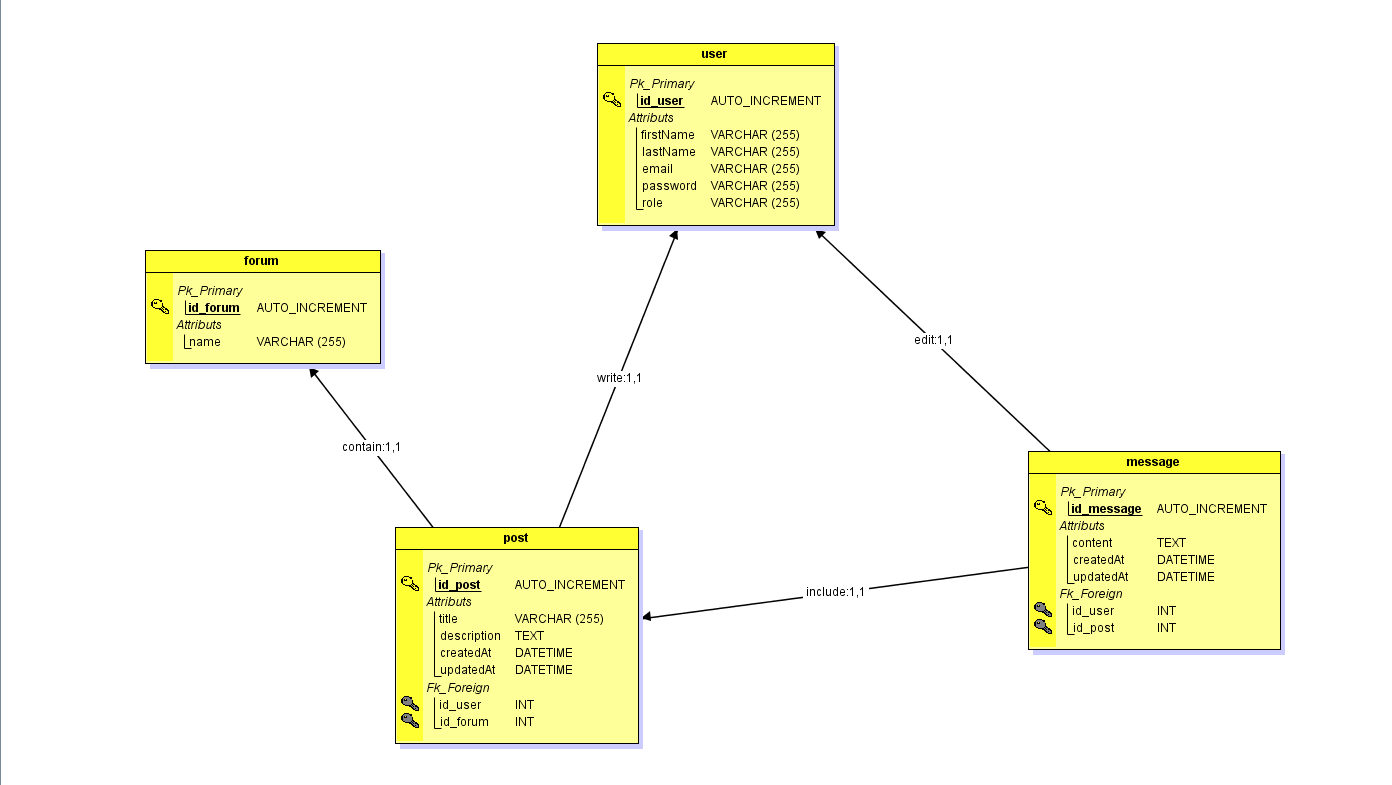 user
Pk_Primary
id_user AUTO_INCREMENT
Attributs
firstName VARCHAR (255)
lastName VARCHAR (255)
email VARCHAR (255)
password VARCHAR (255)
role VARCHAR (255)
forum
Pk_Primary
id_forum AUTO_INCREMENT
Attributs
name VARCHAR (255)
edit:1,1
write:1,1
contain:1,1
message
Pk_Primary
id_message AUTO_INCREMENT
Attributs
content TEXT
createdAt DATETIME
updatedAt DATETIME
Fk_Foreign
id_user INT
id_post INT
include:1,1
post
Pk_Primary
id_post AUTO_INCREMENT
Attributs
title VARCHAR (255)
description TEXT
createdAt DATETIME
updatedAt DATETIME
Fk_Foreign
id_user INT
id_forum INT